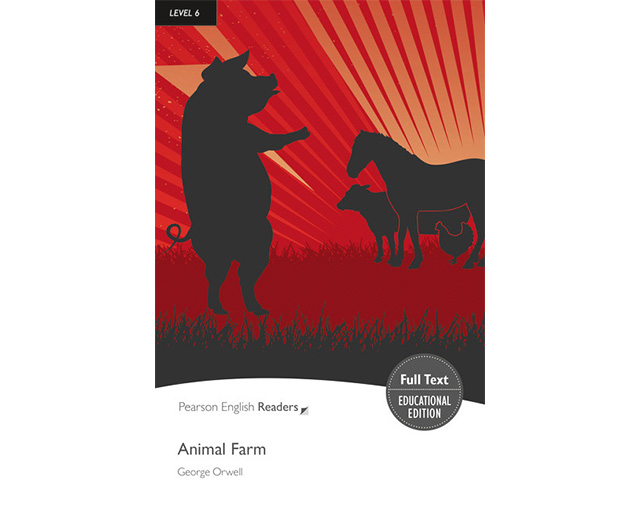 LEVEL 6
Full Text
EDUCATIONAL
EDITION
Pearson English Readers
Animal Farm
George Orwell